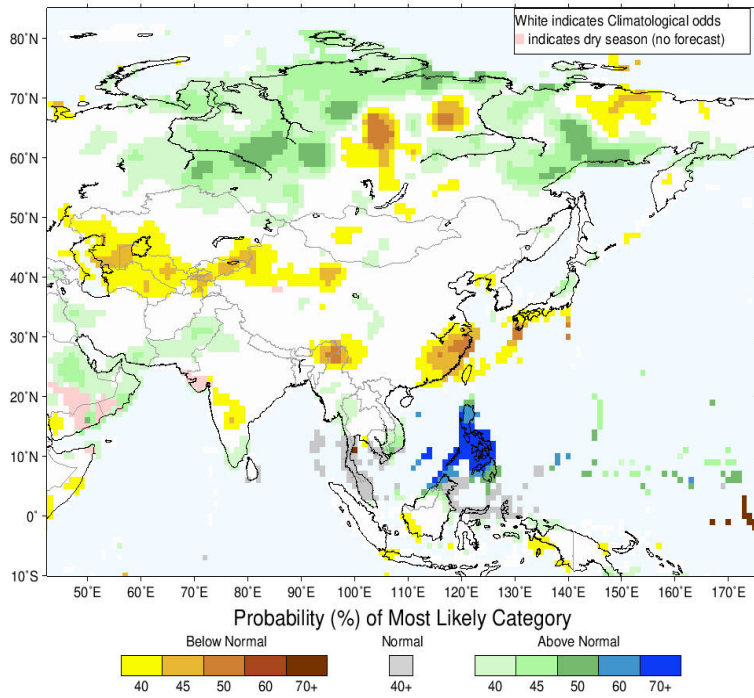 White indicates Climatological odds
indicates dry season (no forecast)
80˚N
70˚N
60˚N
50˚N
40˚N
30˚N
20˚N
10˚N
0˚
10˚S
50˚E 60˚E 70˚E 80˚E 90˚E 100˚E 110˚E 120˚E 130˚E 140˚E 150˚E 160˚E 170˚E
Probability (%) of Most Likely Category
Below Normal Normal Above Normal
40 45 50 60 70+ 40+ 40 45 50 60 70+